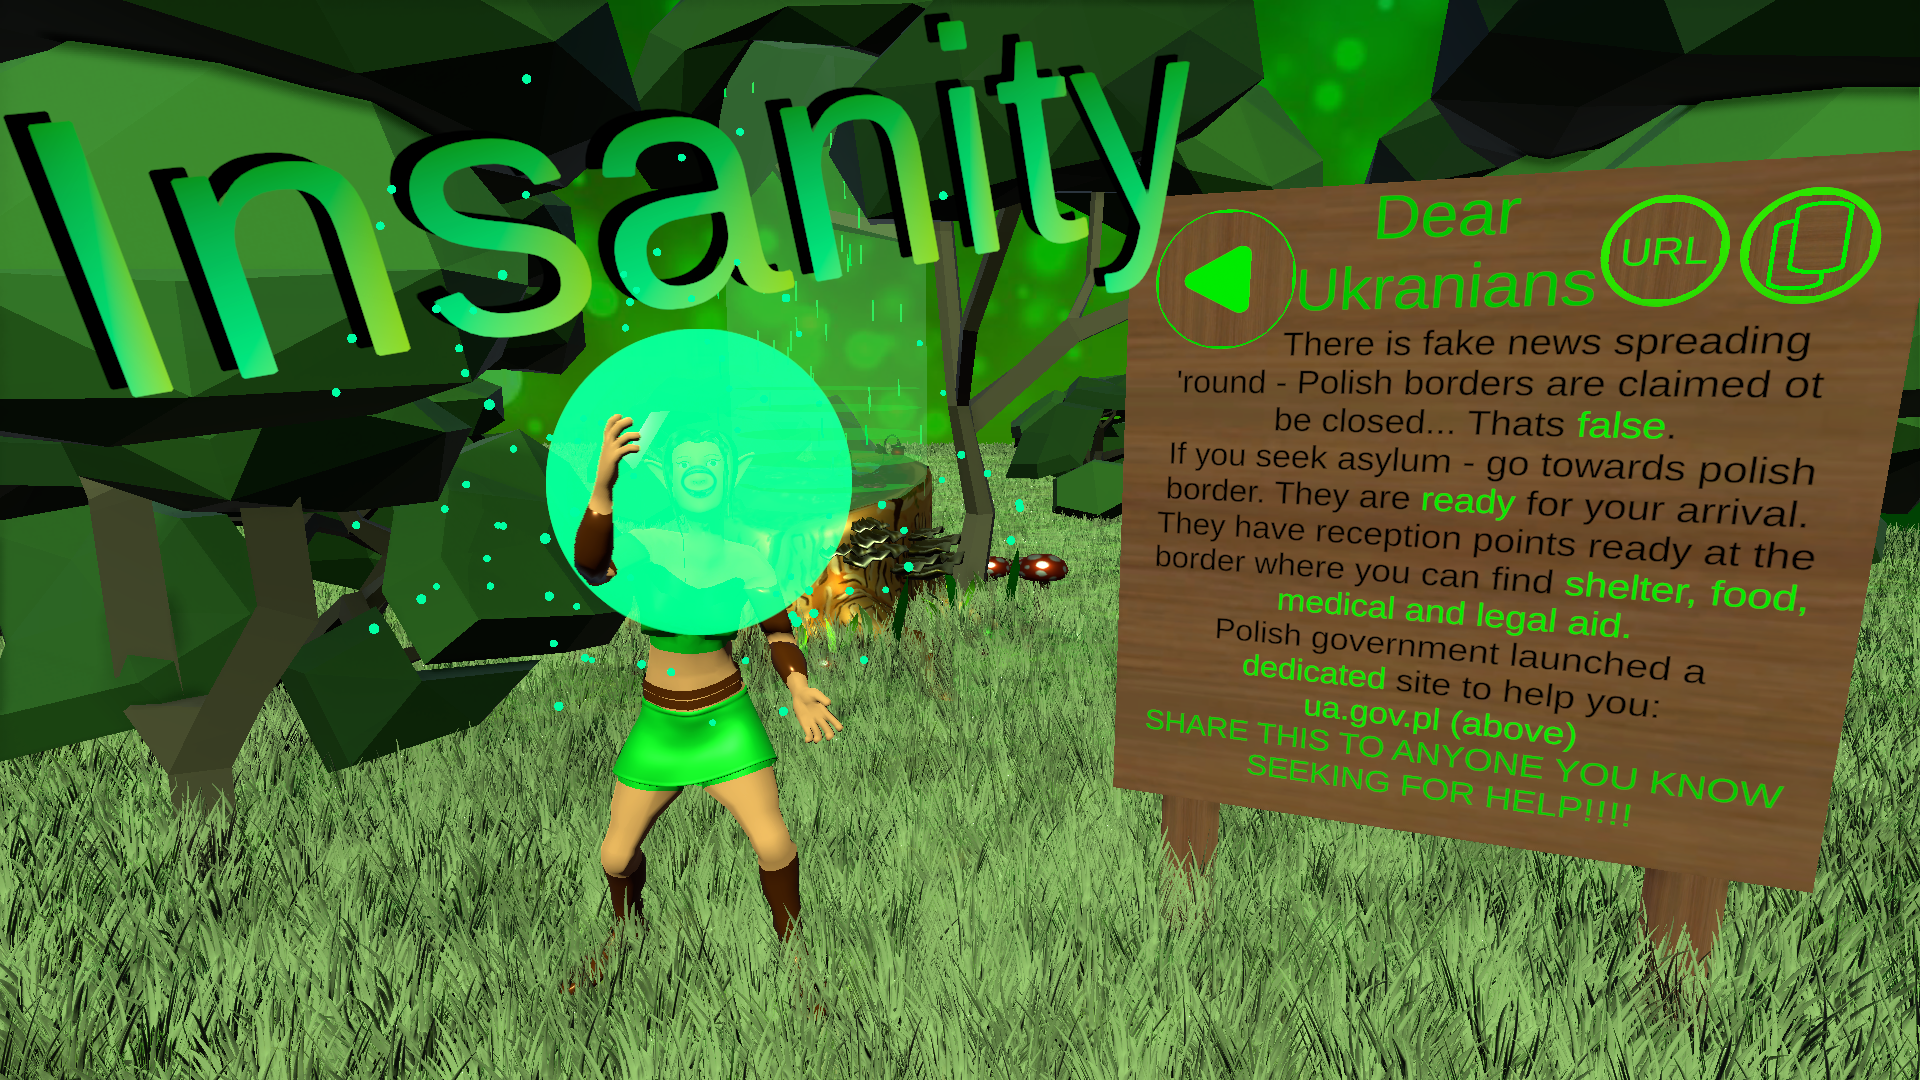 Insanity
Dear
Ukranians
URL
There is fake news spreading
'round - Polish borders are claimed ot
be closed... Thats false.
If you seek asylum - go towards polish
border. They are ready for your arrival.
They have reception points ready at the
border where you can find shelter, food,
medical and legal aid.
Polish government launched a
dedicated site to help you:
ua.gov.pl (above)
SHARE THIS TO ANYONE YOU KNOW
SEEKING FOR HELP!!!!